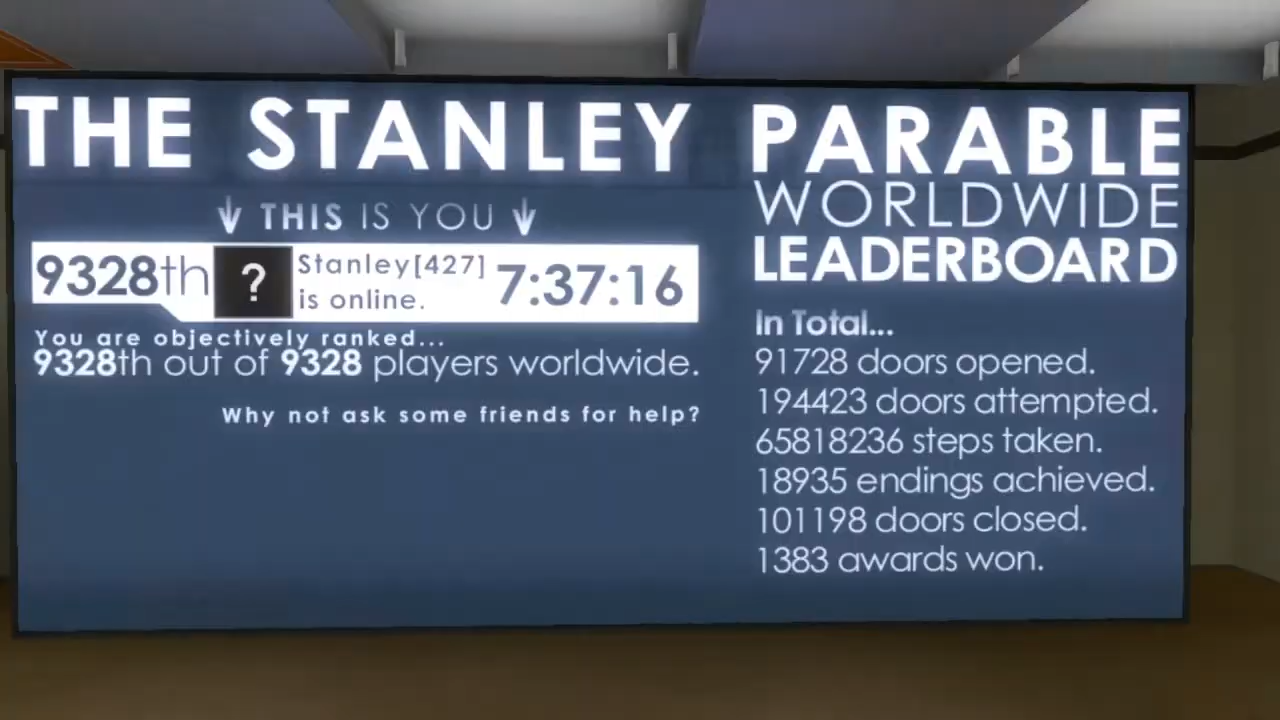 THE STANLEY PARABLE
WORLDWIDE
LEADERBOARD
THIS IS YOU
9328th ? Stanley[427] is online. 7:37:16
You are objectively ranked...
9328th out of 9328 players worldwide.
Why not ask some friends for help?
In Total...
91728 doors opened.
194423 doors attempted.
65818236 steps taken.
18935 endings achieved.
101198 doors closed.
1383 awards won.